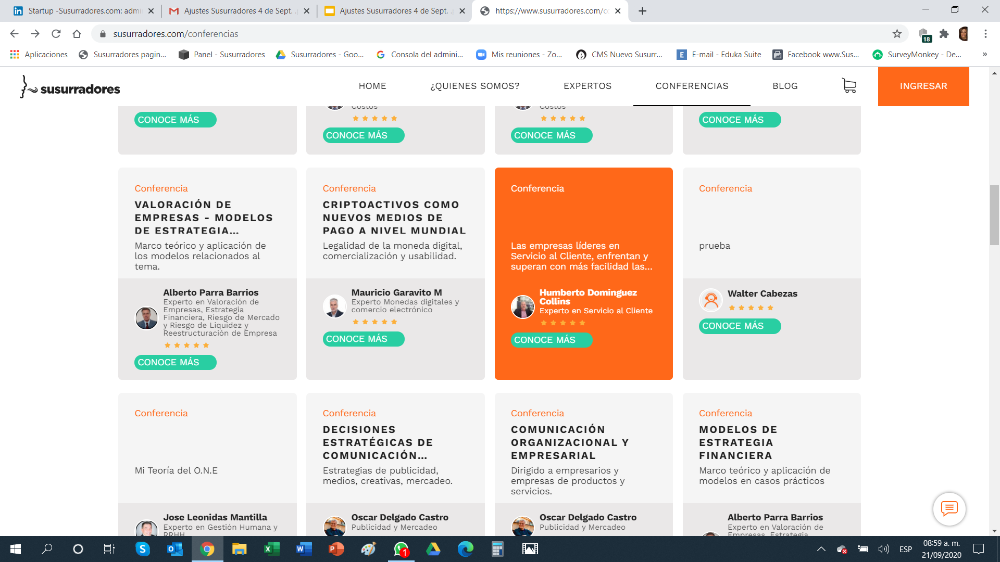 Startup -Susurradores.com: admi
Ajustes Susurradores 4 de Sept. .p
Ajustes Susurradores 4 de Sept. .p
https://www.susurradores.com/co
susurradores.com/conferencias
18
Aplicaciones
Susurradores pagin...
Panel - Susurradores
Susurradores - Goo...
Consola del admini...
Mis reuniones - Zo...
CMS Nuevo Susurr...
E-mail - Eduka Suite
Facebook www.Sus...
SurveyMonkey - De...
»
susurradores
HOME
¿QUIENES SOMOS?
EXPERTOS
CONFERENCIAS
BLOG
INGRESAR
CONOCE MÁS
Costos
CONOCE MÁS
Costos
CONOCE MÁS
CONOCE MÁS
Conferencia
VALORACIÓN DE
EMPRESAS - MODELOS
DE ESTRATEGIA...
Marco teórico y aplicación de
los modelos relacionados al
tema.
Alberto Parra Barrios
Experto en Valoración de
Empresas, Estrategia
Financiera, Riesgo de Mercado
y Riesgo de Liquidez y
Reestructuración de Empresa
CONOCE MÁS
Conferencia
CRIPTOACTIVOS COMO
NUEVOS MEDIOS DE
PAGO A NIVEL MUNDIAL
Legalidad de la moneda digital,
comercialización y usabilidad.
Mauricio Garavito M
Experto Monedas digitales y
comercio electrónico
CONOCE MÁS
Conferencia
Las empresas líderes en
Servicio al Cliente, enfrentan y
superan con más facilidad las...
Humberto Dominguez
Collins
Experto en Servicio al Cliente
CONOCE MÁS
Conferencia
prueba
Walter Cabezas
CONOCE MÁS
Conferencia
Mi Teoría del O.N.E
Jose Leonidas Mantilla
Experto en Gestión Humana y
RRHH
Conferencia
DECISIONES
ESTRATÉGICAS DE
COMUNICACIÓN...
Estrategias de publicidad,
medios, creativas, mercadeo.
Oscar Delgado Castro
Publicidad y Mercadeo
Conferencia
COMUNICACIÓN
ORGANIZACIONAL Y
EMPRESARIAL
Dirigido a empresarios y
empresas de productos y
servicios.
Oscar Delgado Castro
Publicidad y Mercadeo
Conferencia
MODELOS DE
ESTRATEGIA
FINANCIERA
Marco teórico y aplicación de
modelos en casos prácticos
Alberto Parra Barrios
Experto en Valoración de
Empresas, Estrategia
1
ESP
08:59 a. m.
21/09/2020